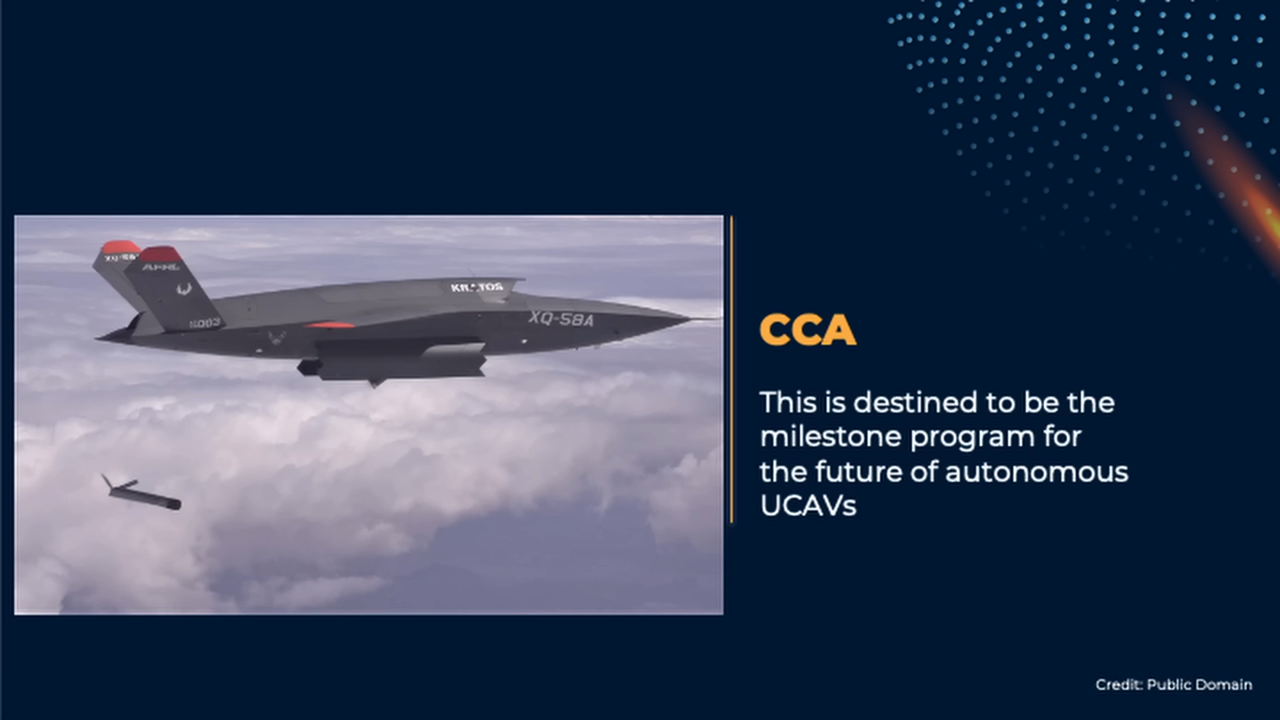 XQ-58
AFRL
KRATOS
XQ-58A
CCA
This is destined to be the
milestone program for
the future of autonomous
UCAVs
Credit: Public Domain